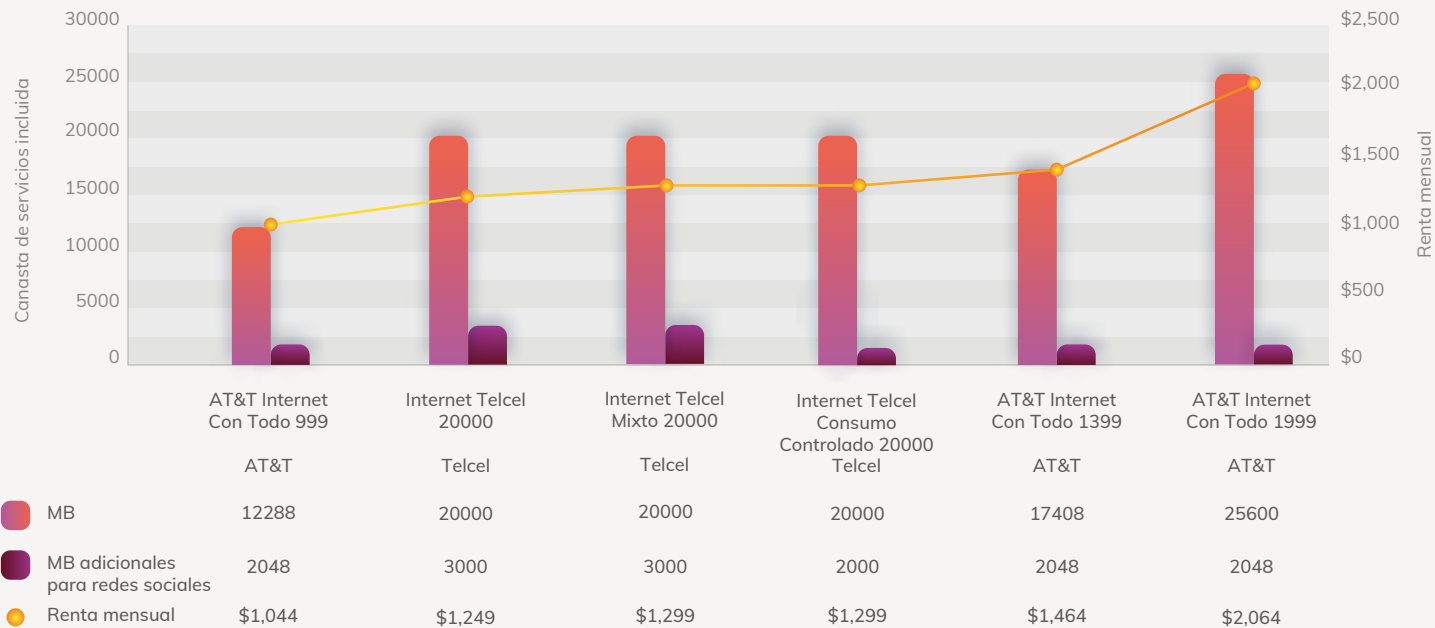 30000
25000
20000
15000
10000
5000
0
Canasta de servicios incluida
$2,500
$2,000
$1,500
$1,000
$500
$0
Renta mensual
AT&T Internet
Con Todo 999
AT&T
Internet Telcel
20000
Telcel
Internet Telcel
Mixto 20000
Telcel
Internet Telcel
Consumo
Controlado 20000
Telcel
AT&T Internet
Con Todo 1399
AT&T
AT&T Internet
Con Todo 1999
AT&T
MB 12288 20000 20000 20000 17408 25600
MB adicionales
para redes sociales 2048 3000 3000 2000 2048 2048
Renta mensual $1,044 $1,249 $1,299 $1,299 $1,464 $2,064